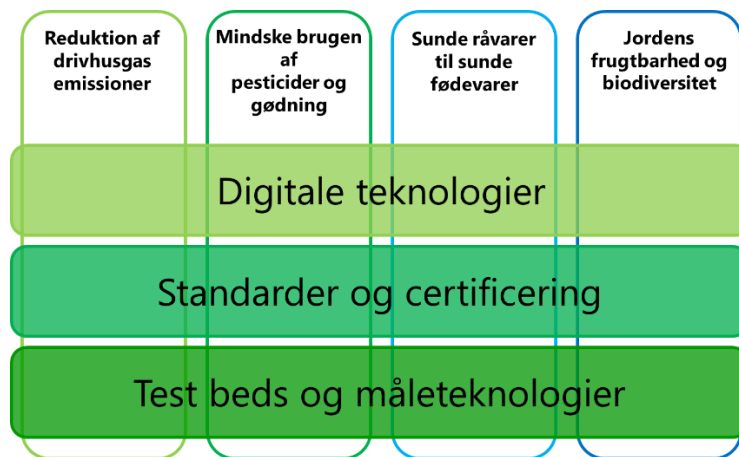 Reduktion af
drivhusgas
emissioner
Mindske brugen
af
pesticider og
gødning
Sunde råvarer
til sunde
fødevarer
Jordens
frugtbarhed og
biodiversitet
Digitale teknologier
Standarder og certificering
Test beds og måleteknologier